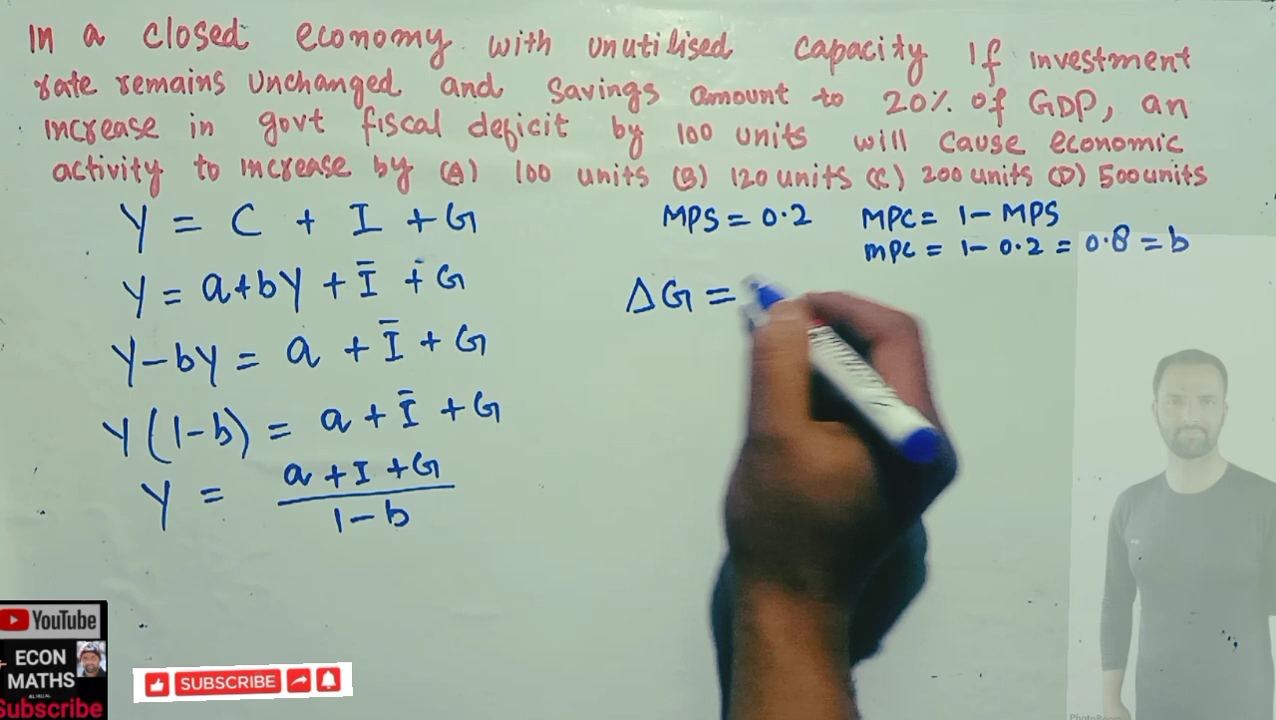 In a closed economy with unutilised capacity If investment
rate remains unchanged and savings amount to 20% of GDP, an
increase in govt fiscal deficit by 100 units will cause economic
activity to increase by (A) 100 units (B) 120 units (C) 200 units (D) 500 units
Y = C + I + G
MPS = 0.2 MPC = 1 - MPS
MPC = 1 - 0.2 = 0.8 = b
Y = a + bY + Ī + G
ΔG =
Y - bY = a + Ī + G
Y (1-b) = a + Ī + G
Y = a + I + G
1-b
YouTube
ECON
MATHS
Subscribe
SUBSCRIBE